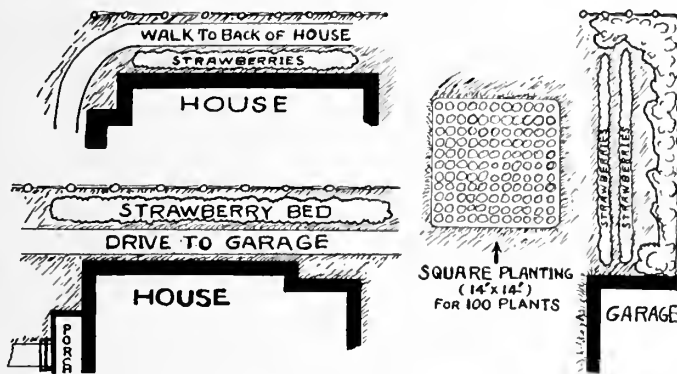 WALK TO BACK OF HOUSE
STRAWBERRIES
HOUSE
STRAWBERRY BED
DRIVE TO GARAGE
HOUSE
PORCH
SQUARE PLANTING
(14'x14')
FOR 100 PLANTS
STRAWBERRIES
STRAWBERRIES
GARAGE